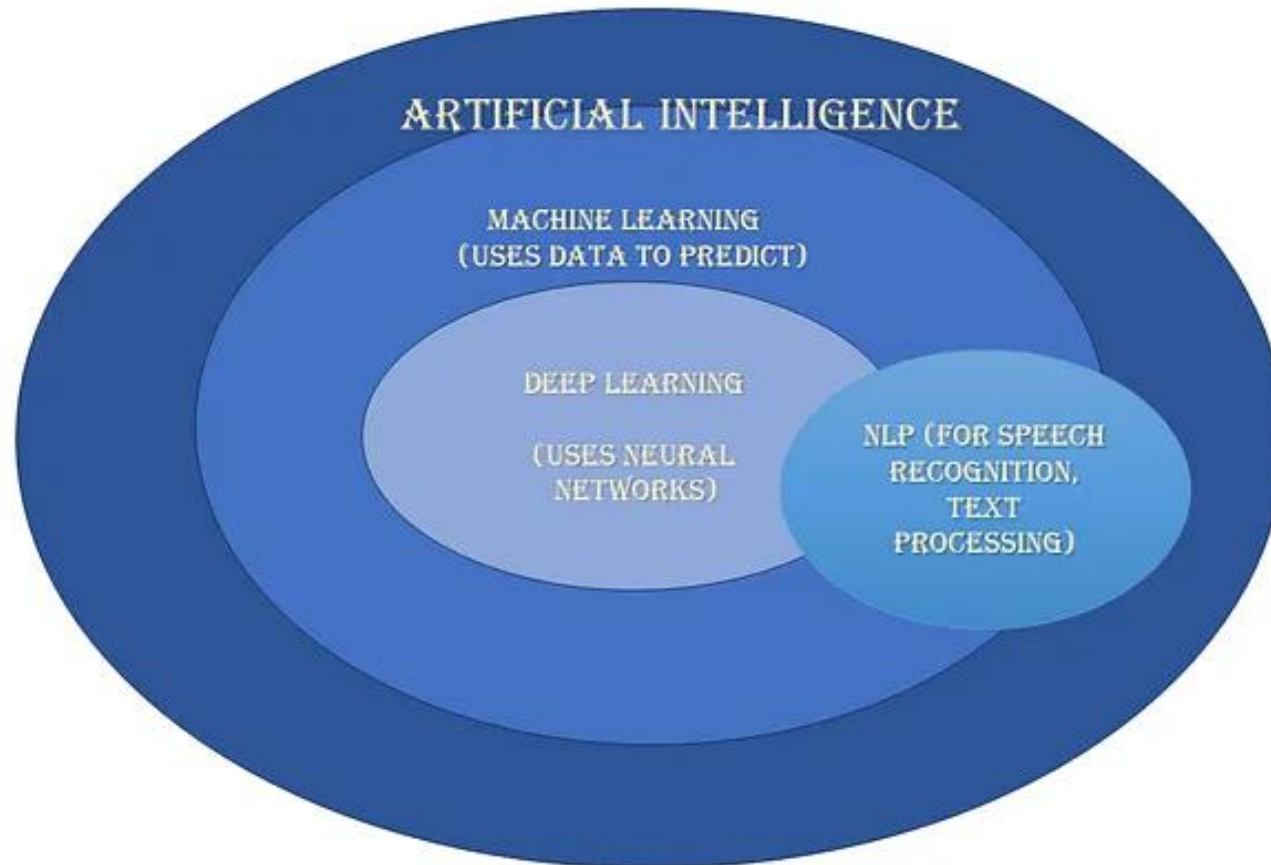 ARTIFICIAL INTELLIGENCE
MACHINE LEARNING
(USES DATA TO PREDICT)
DEEP LEARNING
(USES NEURAL
NETWORKS)
NLP (FOR SPEECH
RECOGNITION,
TEXT
PROCESSING)